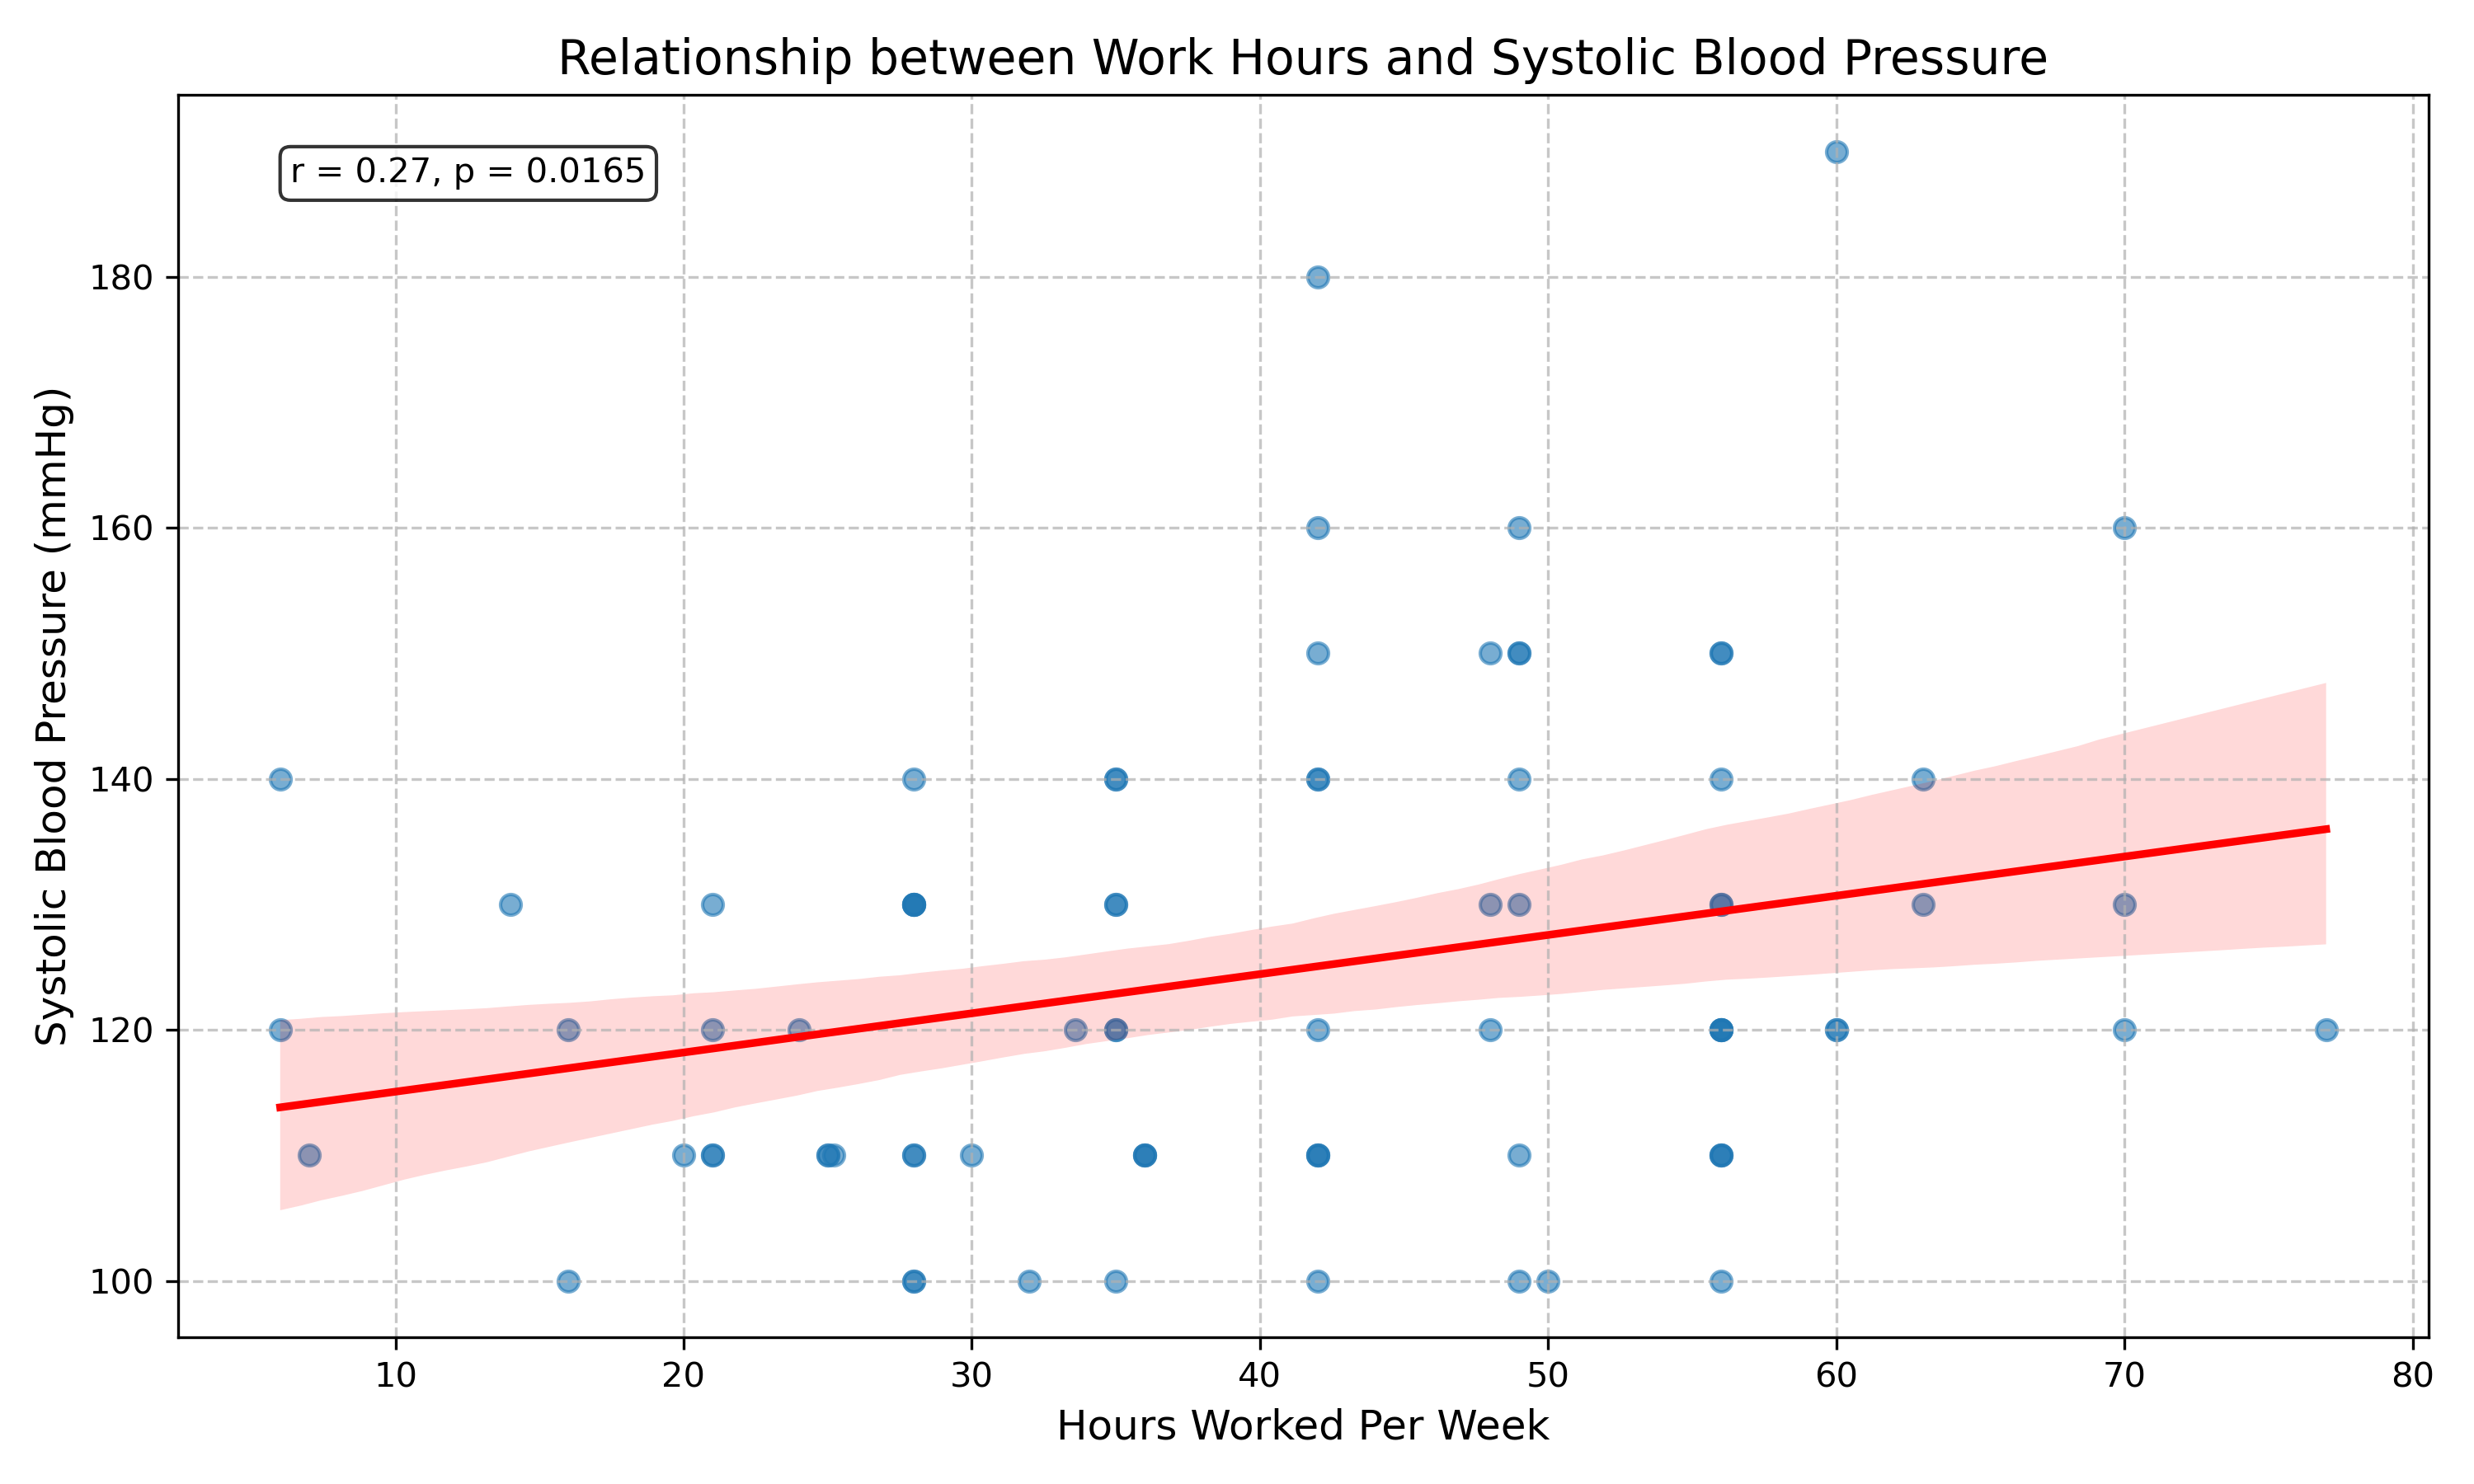 Relationship between Work Hours and Systolic Blood Pressure
r = 0.27, p = 0.0165
Systolic Blood Pressure (mmHg)
180
160
140
120
100
10 20 30 40 50 60 70 80
Hours Worked Per Week